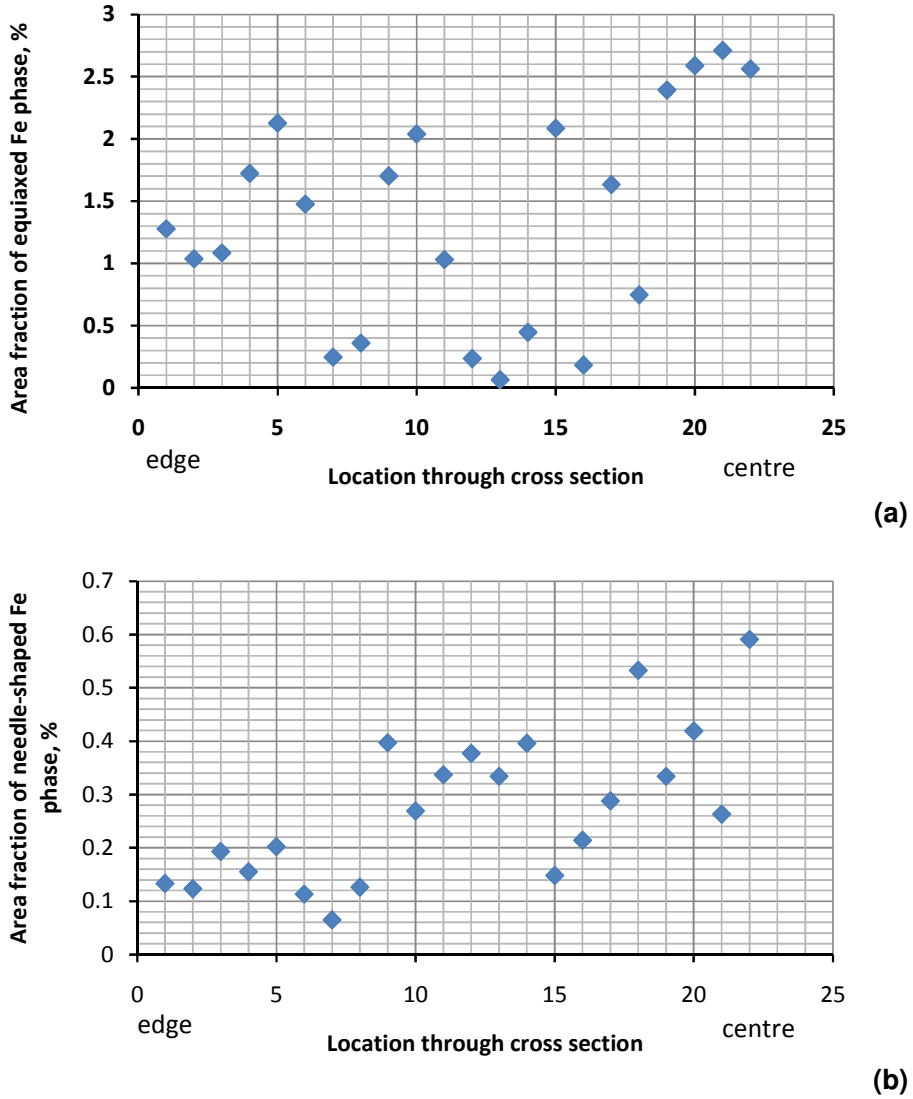 Area fraction of equiaxed Fe phase, %
3
2.5
2
1.5
1
0.5
0
0 5 10 15 20 25
edge
Location through cross section
centre
(a)
Area fraction of needle-shaped Fe
phase, %
0.7
0.6
0.5
0.4
0.3
0.2
0.1
0
0 5 10 15 20 25
edge
Location through cross section
centre
(b)